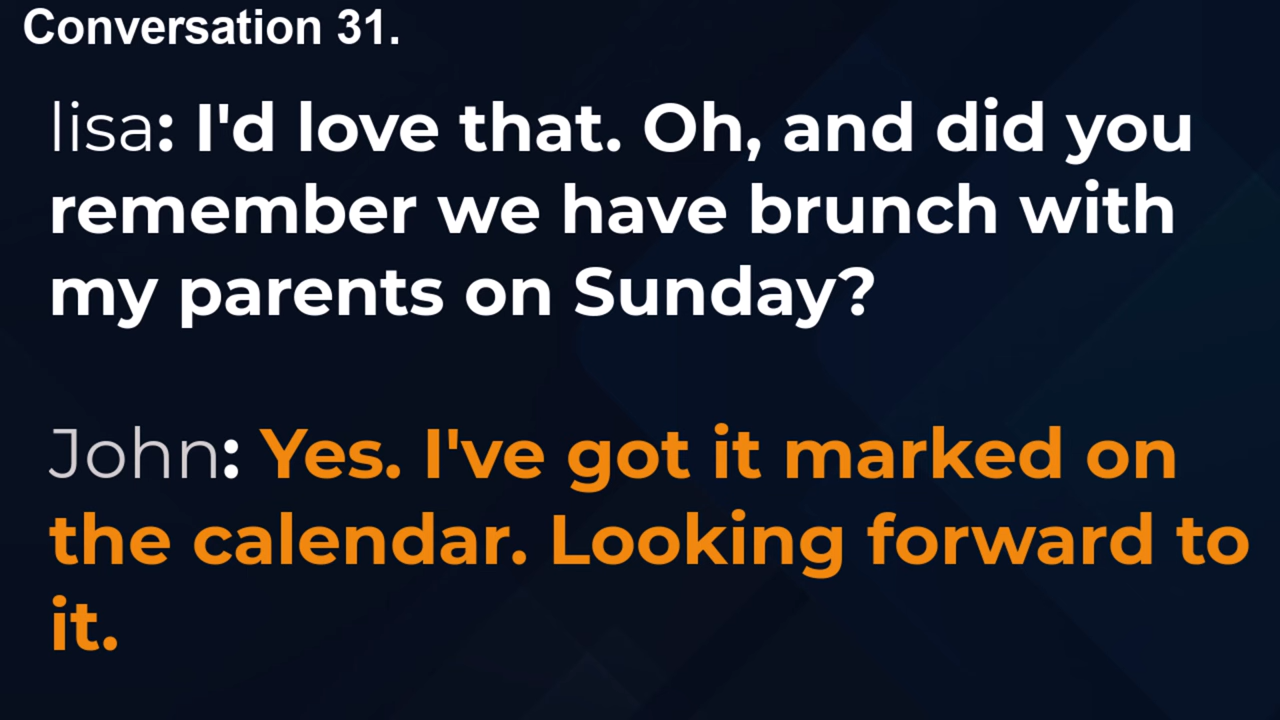 Conversation 31.
lisa: I'd love that. Oh, and did you
remember we have brunch with
my parents on Sunday?
John: Yes. I've got it marked on
the calendar. Looking forward to
it.